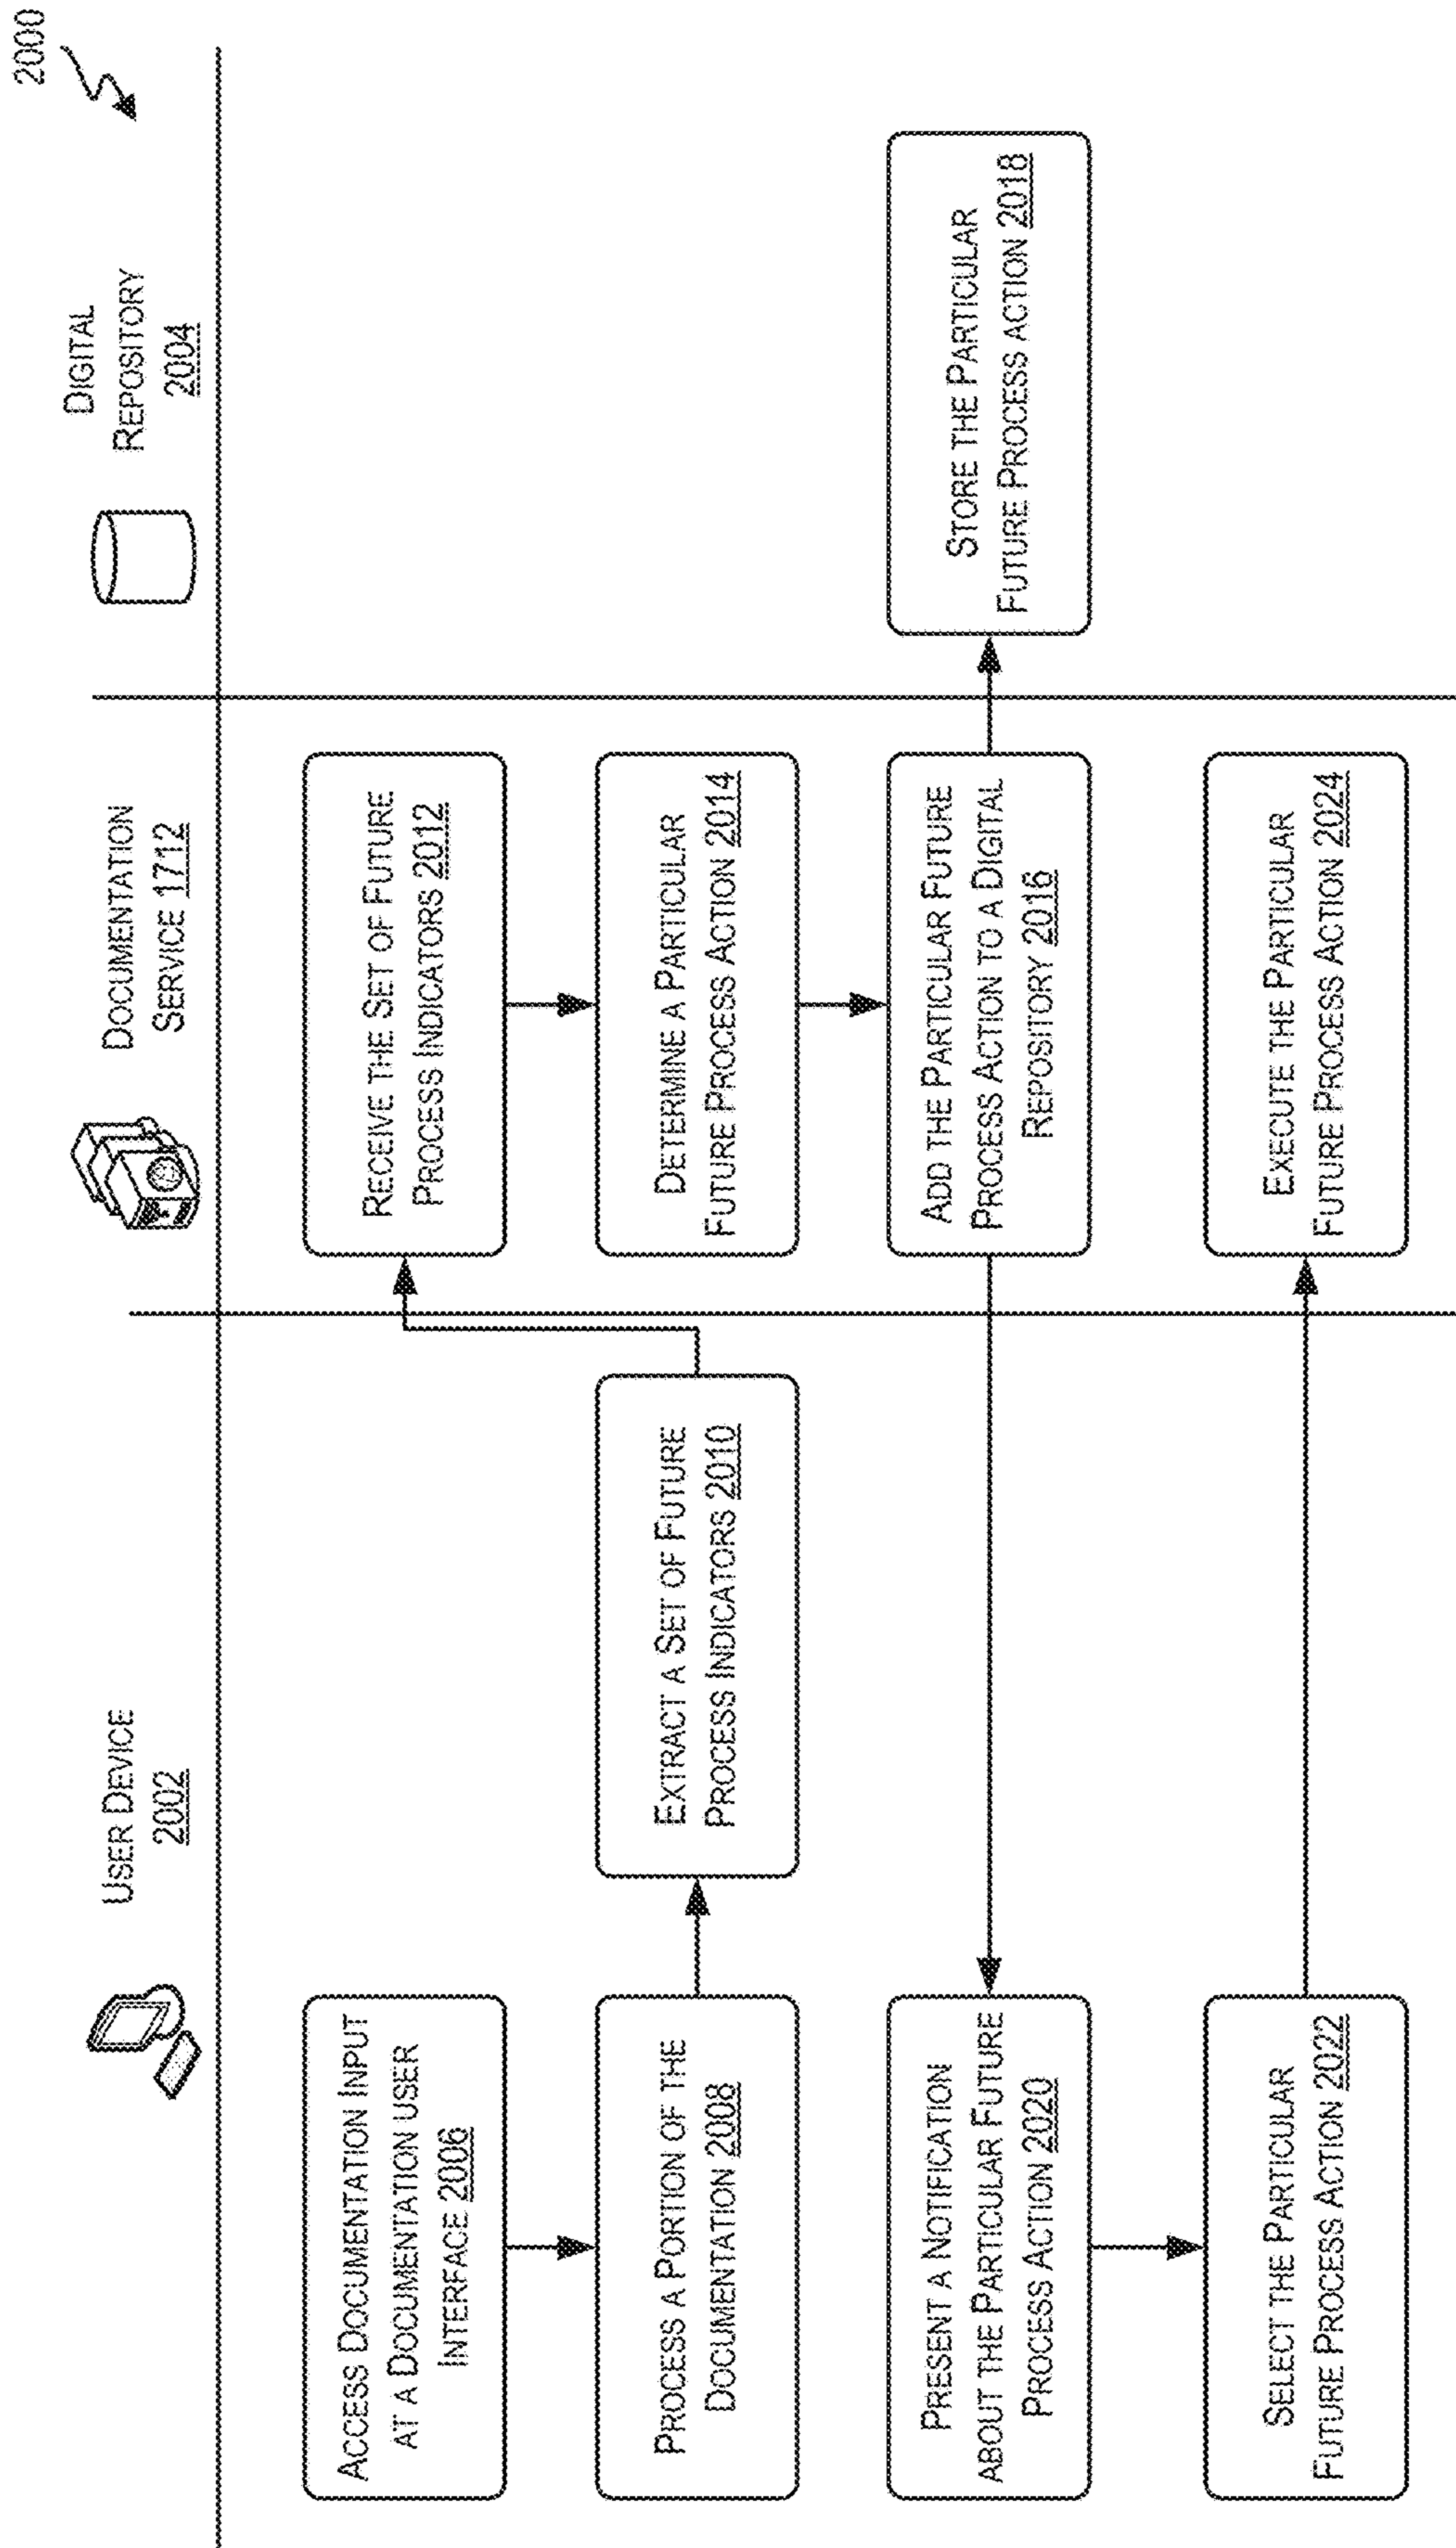 2000
USER DEVICE
2002
DOCUMENTATION
SERVICE 1712
DIGITAL
REPOSITORY
2004
ACCESS DOCUMENTATION INPUT
AT A DOCUMENTATION USER
INTERFACE 2006
PROCESS A PORTION OF THE
DOCUMENTATION 2008
EXTRACT A SET OF FUTURE
PROCESS INDICATORS 2010
RECEIVE THE SET OF FUTURE
PROCESS INDICATORS 2012
DETERMINE A PARTICULAR
FUTURE PROCESS ACTION 2014
ADD THE PARTICULAR FUTURE
PROCESS ACTION TO A DIGITAL
REPOSITORY 2016
STORE THE PARTICULAR
FUTURE PROCESS ACTION 2018
PRESENT A NOTIFICATION
ABOUT THE PARTICULAR FUTURE
PROCESS ACTION 2020
SELECT THE PARTICULAR
FUTURE PROCESS ACTION 2022
EXECUTE THE PARTICULAR
FUTURE PROCESS ACTION 2024